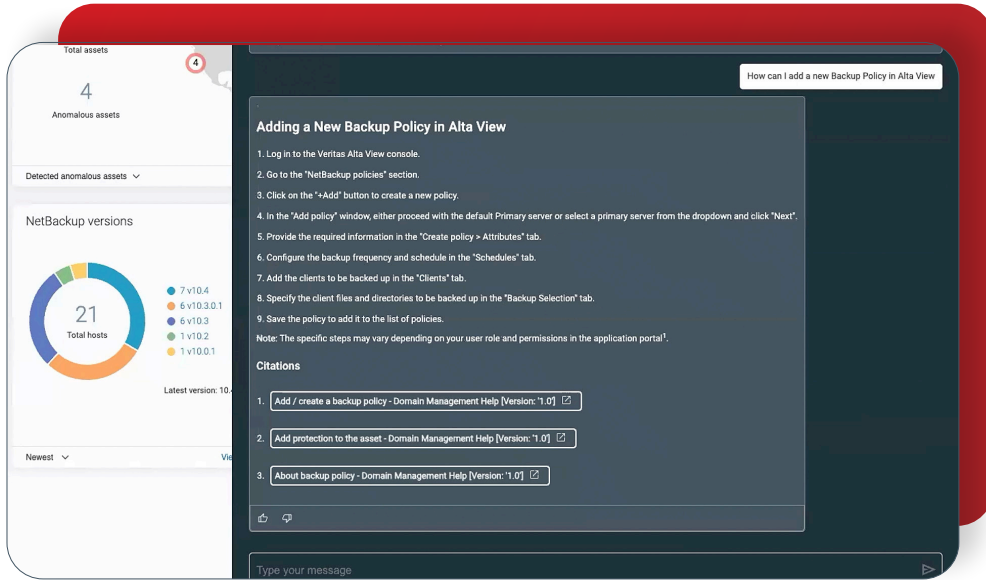 Total assets
4
4
Anomalous assets
Detected anomalous assets
NetBackup versions
21
Total hosts
7 v10.4
6 v10.3.0.1
6 v10.3
1 v10.2
1 v10.0.1
Latest version: 10.
Newest
Vie
How can I add a new Backup Policy in Alta View
Adding a New Backup Policy in Alta View
1. Log in to the Veritas Alta View console.
2. Go to the "NetBackup policies" section.
3. Click on the "+Add" button to create a new policy.
4. In the "Add policy" window, either proceed with the default Primary server or select a primary server from the dropdown and click "Next".
5. Provide the required information in the "Create policy > Attributes" tab.
6. Configure the backup frequency and schedule in the "Schedules" tab.
7. Add the clients to be backed up in the "Clients" tab.
8. Specify the client files and directories to be backed up in the "Backup Selection" tab.
9. Save the policy to add it to the list of policies.
Note: The specific steps may vary depending on your user role and permissions in the application portal¹.
Citations
1. Add / create a backup policy - Domain Management Help [Version: '1.0']
2. Add protection to the asset - Domain Management Help [Version: '1.0']
3. About backup policy - Domain Management Help [Version: '1.0']
Type your message